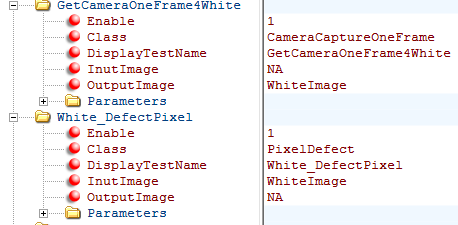 GetCameraOneFrame4White
Enable 1
Class CameraCaptureOneFrame
DisplayTestName GetCameraOneFrame4White
InutImage NA
OutputImage WhiteImage
Parameters
White_DefectPixel
Enable 1
Class PixelDefect
DisplayTestName White_DefectPixel
InutImage WhiteImage
OutputImage NA
Parameters